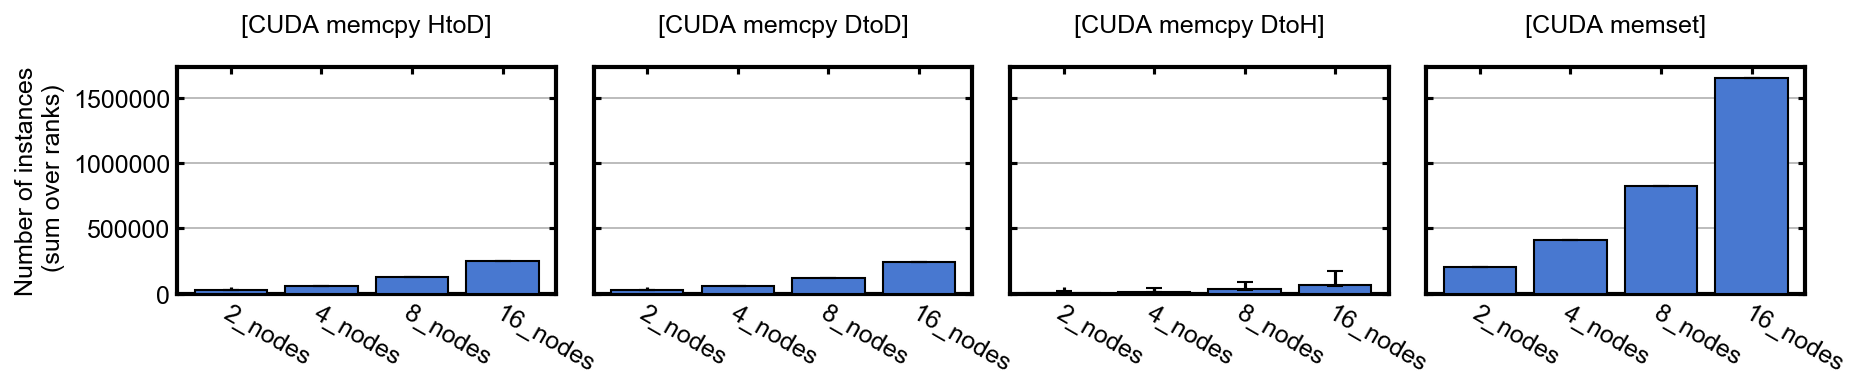 [CUDA memcpy HtoD]
[CUDA memcpy DtoD]
[CUDA memcpy DtoH]
[CUDA memset]
Number of instances
(sum over ranks)
1500000
1000000
500000
0
2_nodes
4_nodes
8_nodes
16_nodes
2_nodes
4_nodes
8_nodes
16_nodes
2_nodes
4_nodes
8_nodes
16_nodes
2_nodes
4_nodes
8_nodes
16_nodes